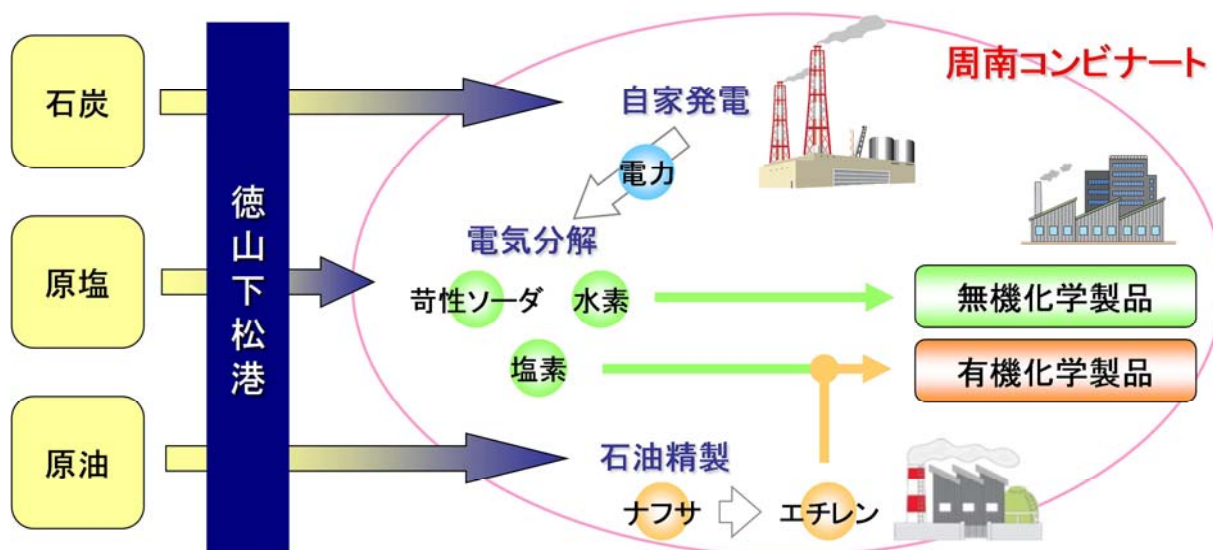 周南コンビナート
石炭
原塩
原油
徳山下松港
自家発電
電力
電気分解
苛性ソーダ
水素
塩素
無機化学製品
有機化学製品
石油精製
ナフサ
エチレン